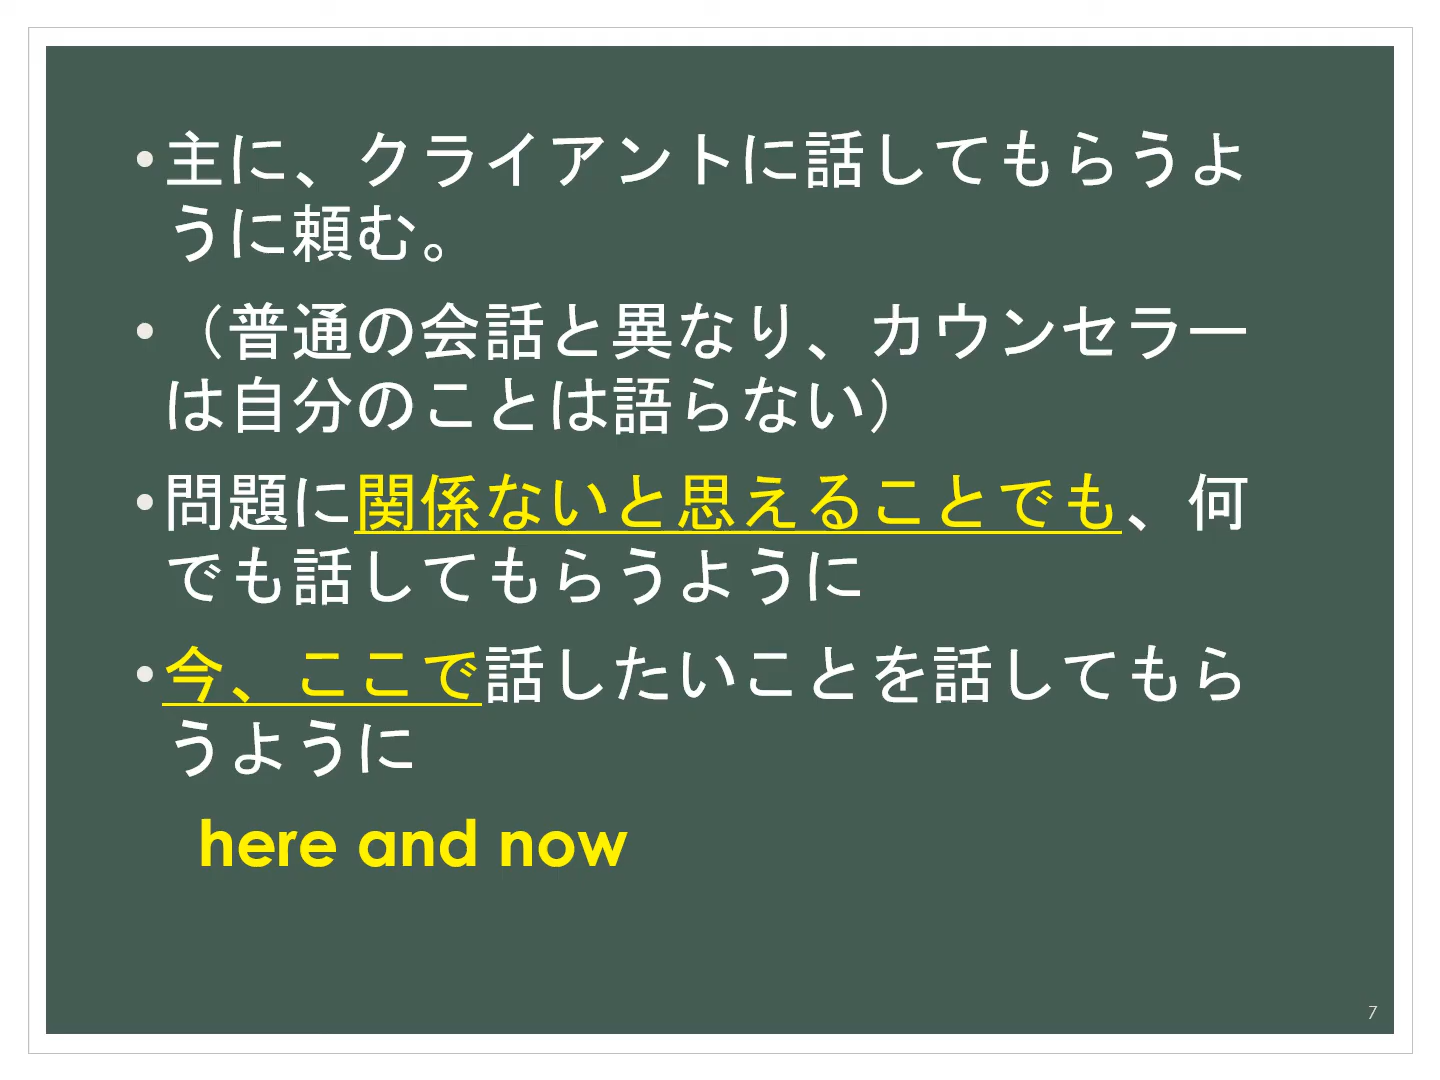 •主に、クライアントに話してもらうよ
うに頼む。
•（普通の会話と異なり、カウンセラー
は自分のことは語らない）
•問題に関係ないと思えることでも、何
でも話してもらうように
•今、ここで話したいことを話してもら
うように
here and now
7